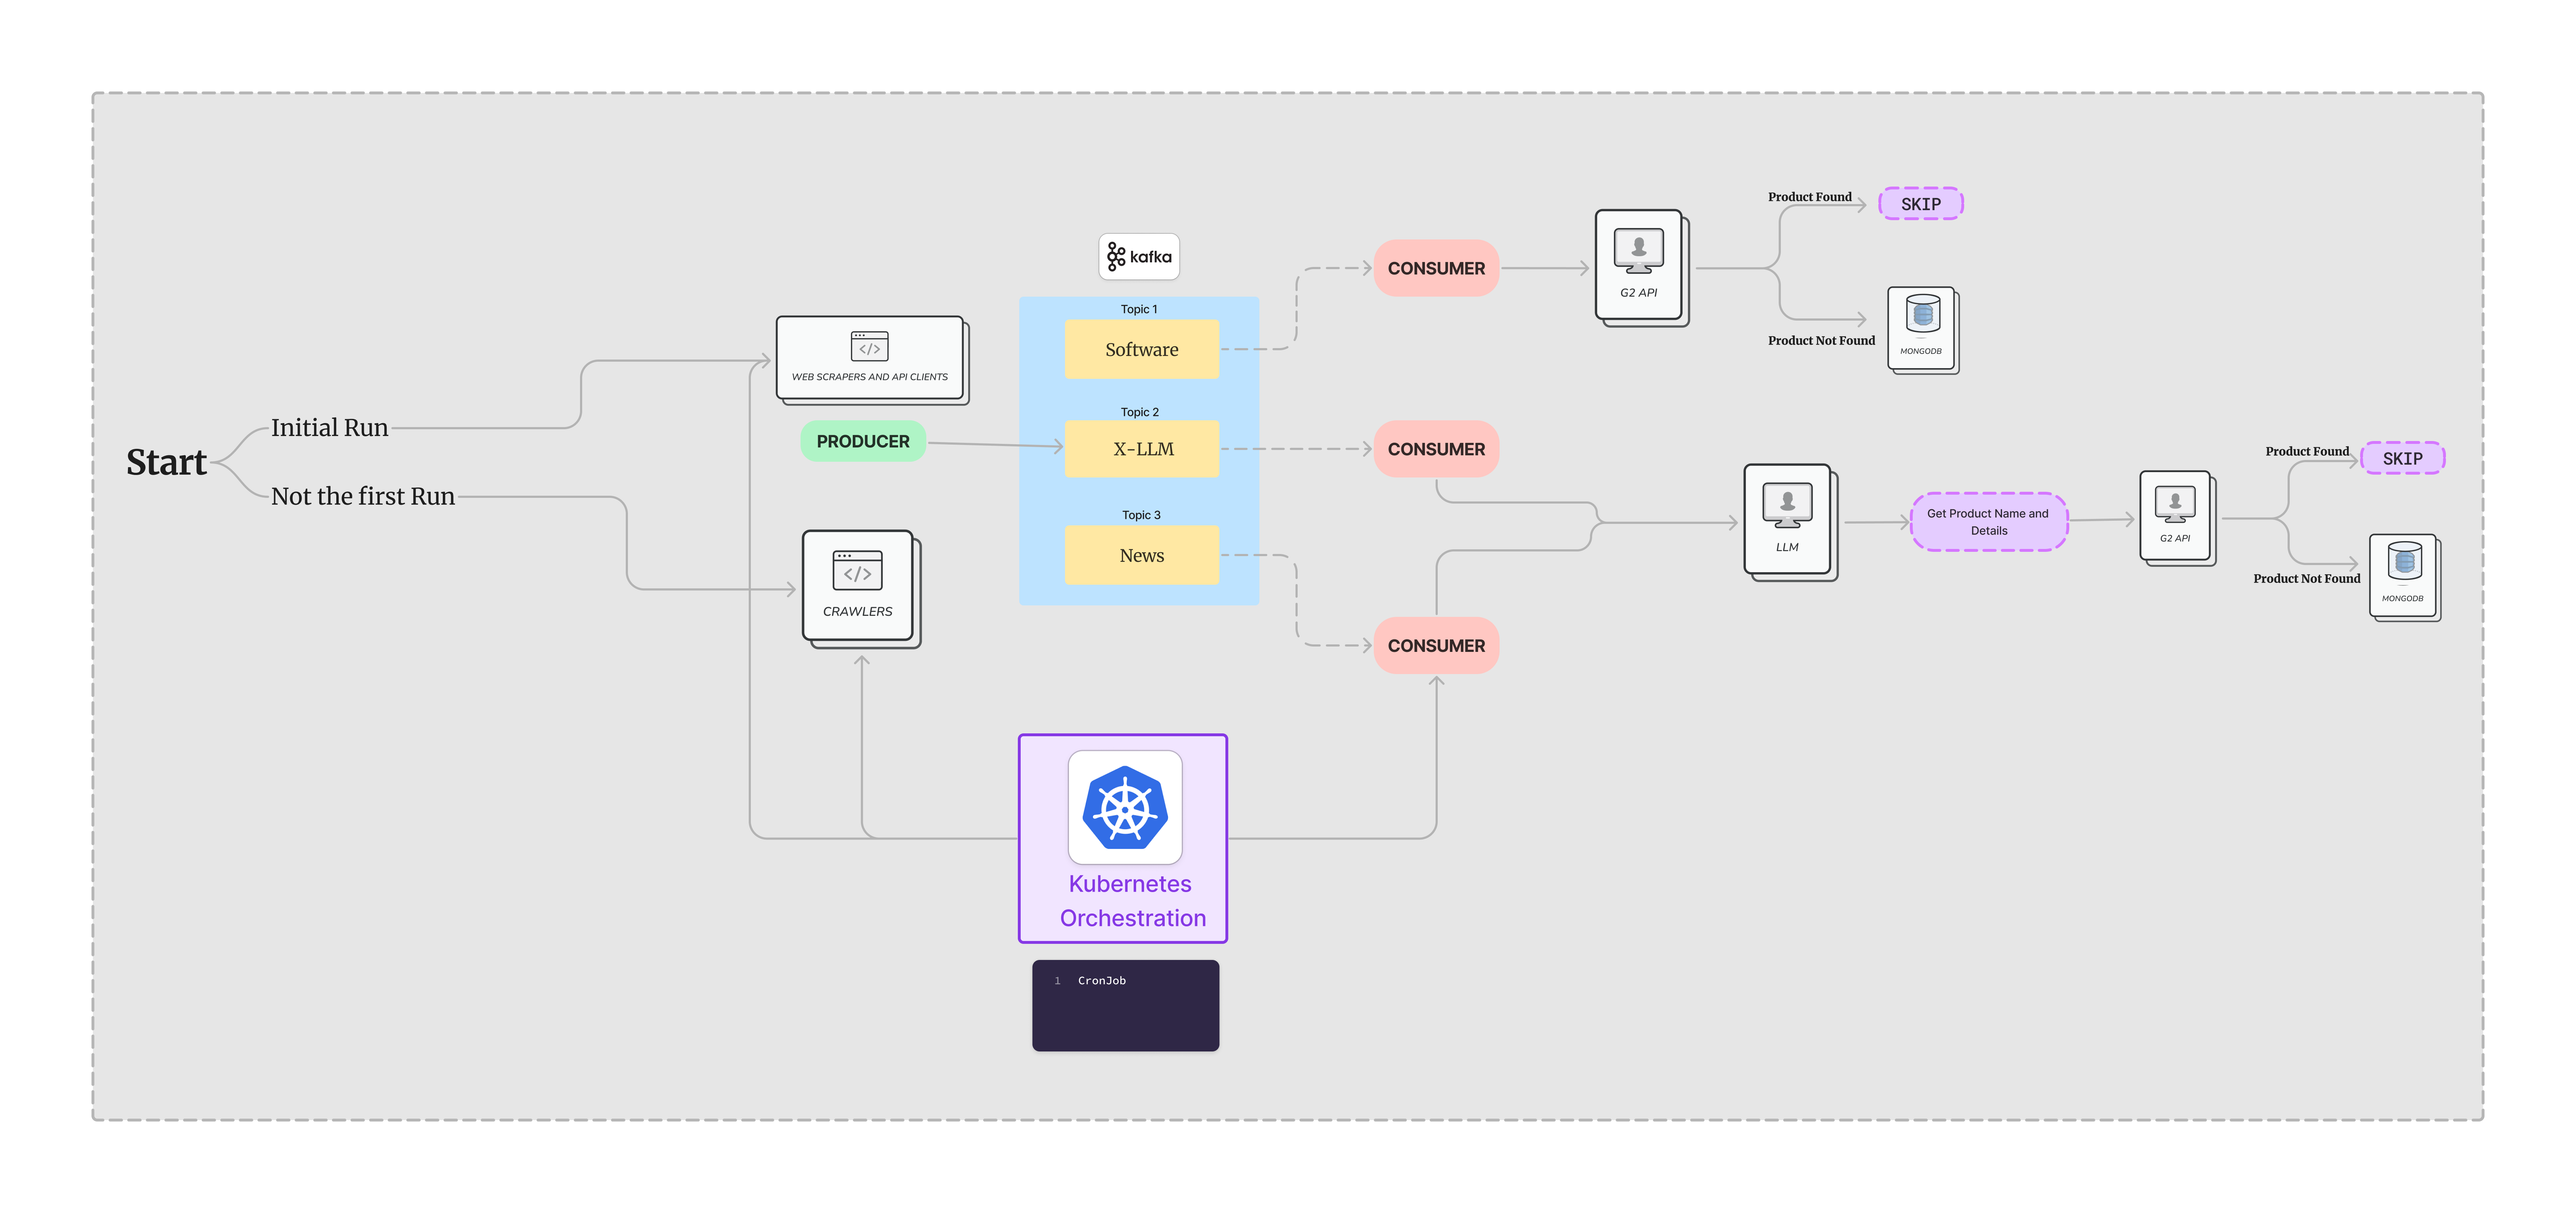 Start
Initial Run
Not the first Run
WEB SCRAPERS AND API CLIENTS
PRODUCER
CRAWLERS
kafka
Topic 1
Software
Topic 2
X-LLM
Topic 3
News
CONSUMER
CONSUMER
CONSUMER
G2 API
Product Found
SKIP
Product Not Found
MONGODB
LLM
Get Product Name and
Details
G2 API
Product Found
SKIP
Product Not Found
MONGODB
Kubernetes
Orchestration
1 CronJob